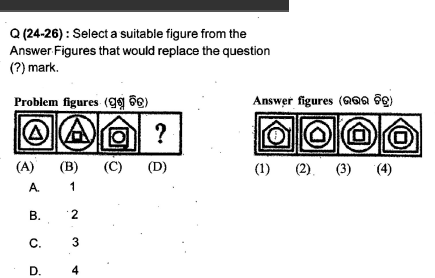 Q (24-26) : Select a suitable figure from the
Answer Figures that would replace the question
(?) mark.
Problem figures (ପ୍ରଶ୍ନ ଚିତ୍ର)
Answer figures (ଉତ୍ତର ଚିତ୍ର)
?
(A) (B) (C) (D)
(1) (2) (3) (4)
A. 1
B. 2
C. 3
D. 4